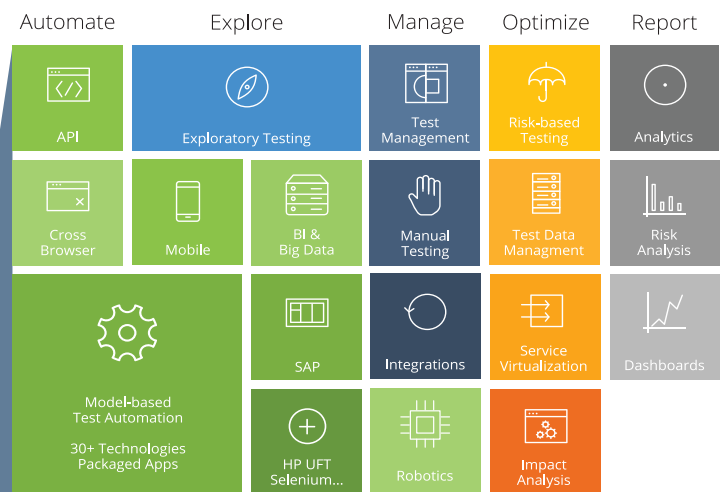 Automate
Explore
Manage
Optimize
Report
API
Exploratory Testing
Test
Management
Risk-based
Testing
Analytics
Cross
Browser
Mobile
BI &
Big Data
Manual
Testing
Test Data
Managment
Risk
Analysis
Model-based
Test Automation
30+ Technologies
Packaged Apps
SAP
Integrations
Service
Virtualization
Dashboards
HP UFT
Selenium...
Robotics
Impact
Analysis